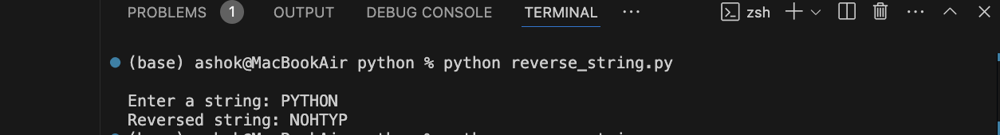 PROBLEMS 1 OUTPUT DEBUG CONSOLE TERMINAL ... zsh
(base) ashok@MacBookAir python % python reverse_string.py
Enter a string: PYTHON
Reversed string: NOHTYP